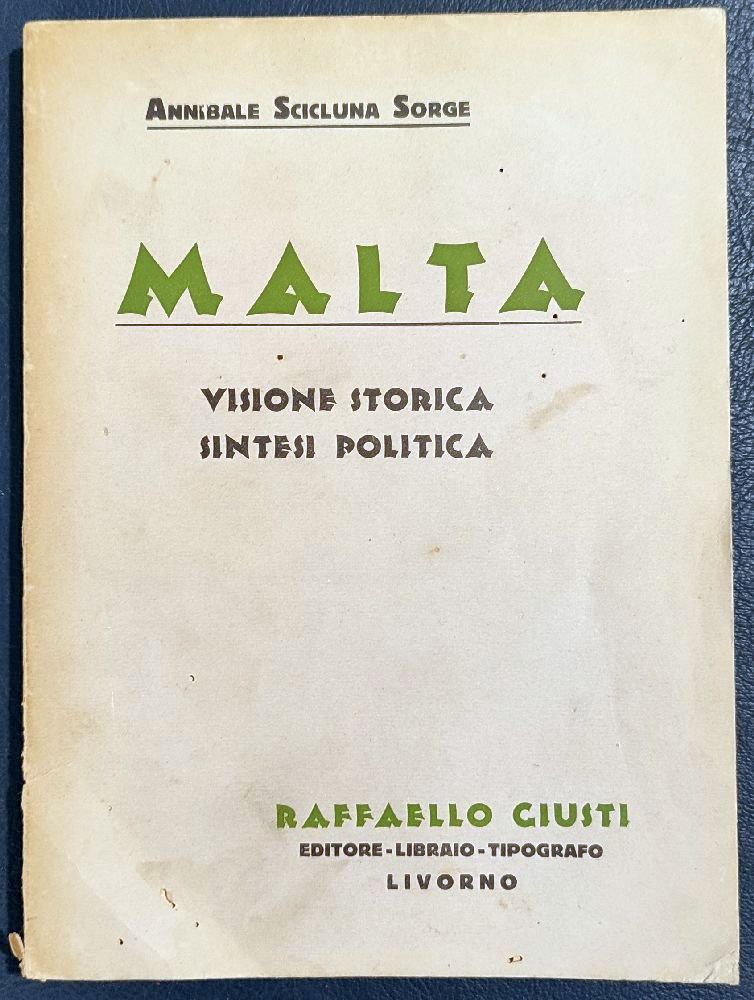 ANNIBALE SCICLUNA SORGE
MALTA
VISIONE STORICA
SINTESI POLITICA
RAFFAELLO GIUSTI
EDITORE-LIBRAIO-TIPOGRAFO
LIVORNO